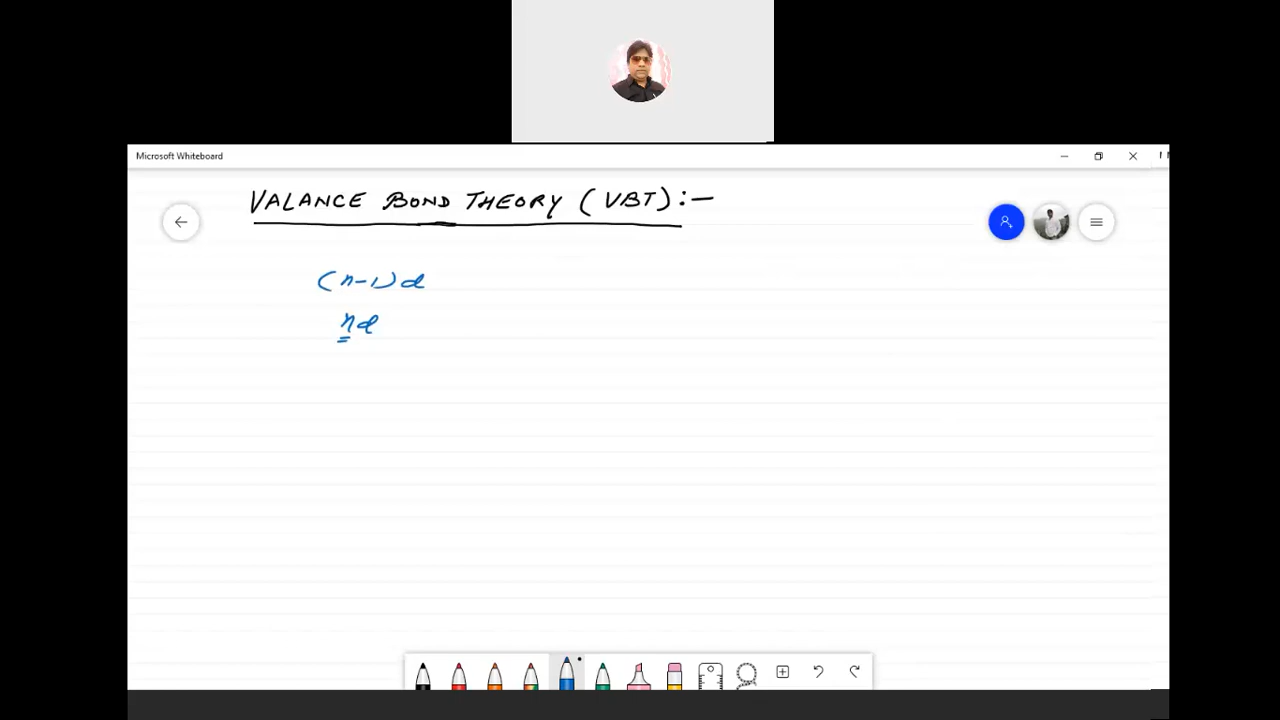 Microsoft Whiteboard
VALANCE BOND THEORY (VBT):-
(n-1)d
nd